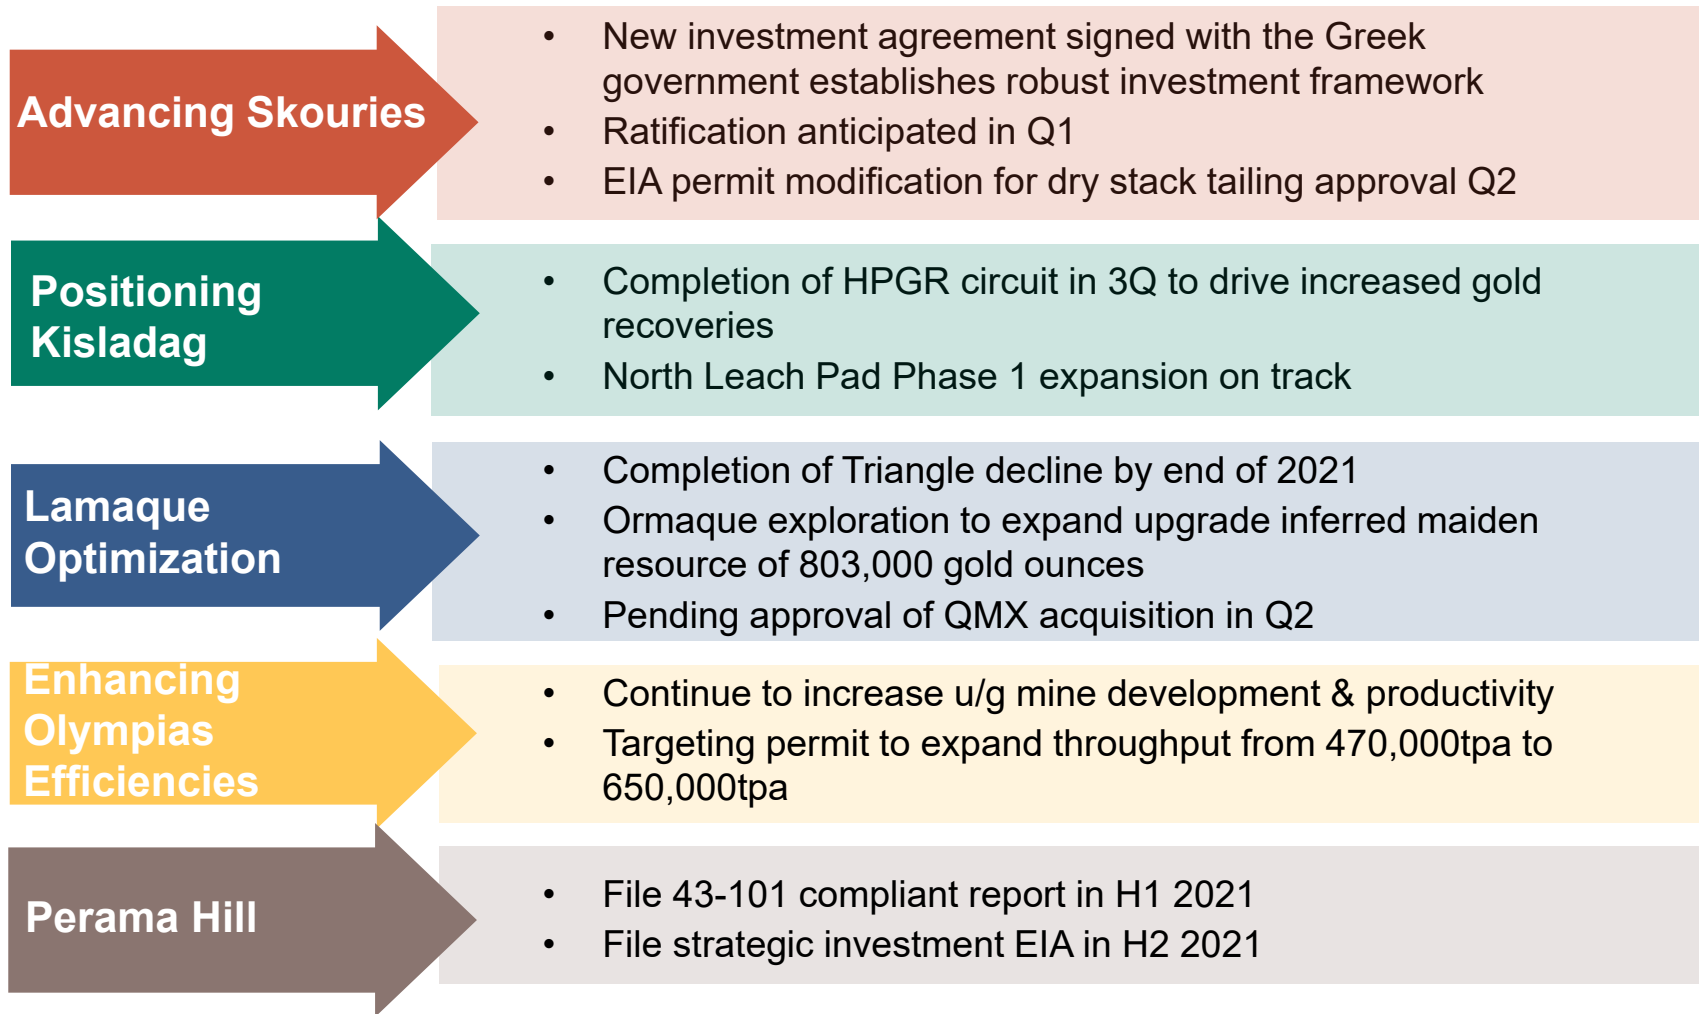 Advancing Skouries
• New investment agreement signed with the Greek
government establishes robust investment framework
• Ratification anticipated in Q1
• EIA permit modification for dry stack tailing approval Q2
Positioning
Kisladag
• Completion of HPGR circuit in 3Q to drive increased gold
recoveries
• North Leach Pad Phase 1 expansion on track
Lamaque
Optimization
• Completion of Triangle decline by end of 2021
• Ormaque exploration to expand upgrade inferred maiden
resource of 803,000 gold ounces
• Pending approval of QMX acquisition in Q2
Enhancing
Olympias
Efficiencies
• Continue to increase u/g mine development & productivity
• Targeting permit to expand throughput from 470,000tpa to
650,000tpa
Perama Hill
• File 43-101 compliant report in H1 2021
• File strategic investment EIA in H2 2021